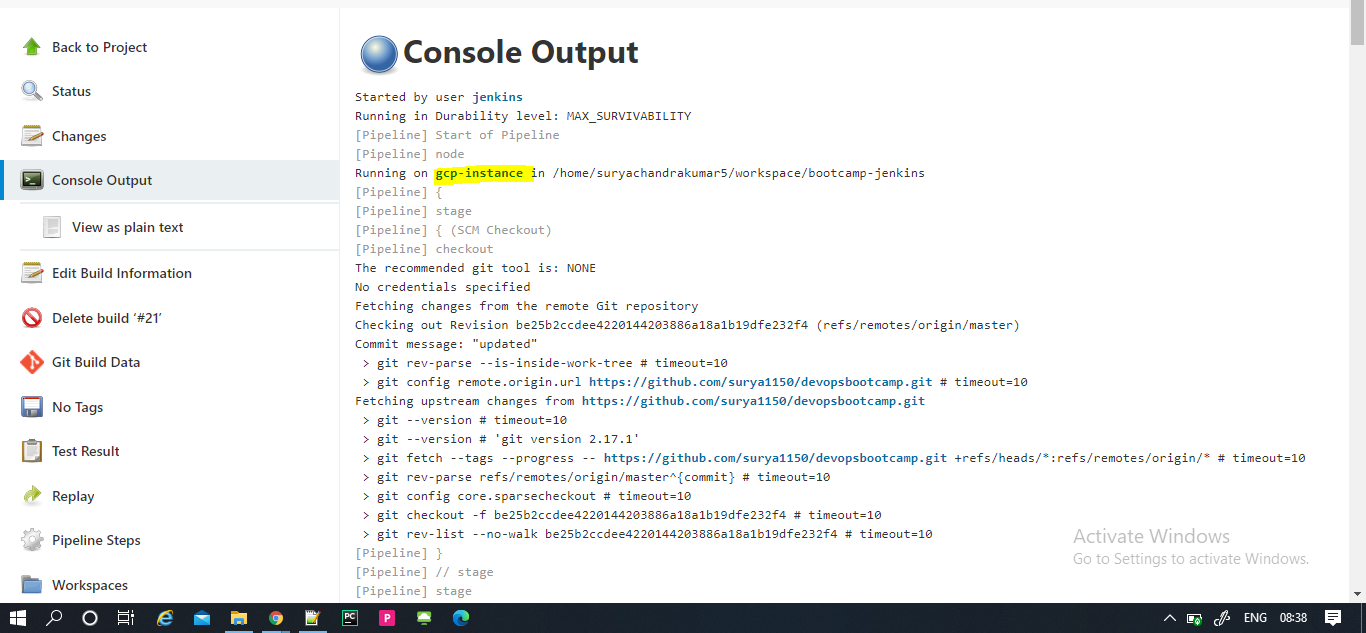 Back to Project
Status
Changes
Console Output
View as plain text
Edit Build Information
Delete build ‘#21’
Git Build Data
No Tags
Test Result
Replay
Pipeline Steps
Workspaces
Console Output
Started by user jenkins
Running in Durability level: MAX_SURVIVABILITY
[Pipeline] Start of Pipeline
[Pipeline] node
Running on gcp-instance in /home/suryachandrakumar5/workspace/bootcamp-jenkins
[Pipeline] {
[Pipeline] stage
[Pipeline] { (SCM Checkout)
[Pipeline] checkout
The recommended git tool is: NONE
No credentials specified
Fetching changes from the remote Git repository
Checking out Revision be25b2ccdee4220144203886a18a1b19dfe232f4 (refs/remotes/origin/master)
Commit message: "updated"
> git rev-parse --is-inside-work-tree # timeout=10
> git config remote.origin.url https://github.com/surya1150/devopsbootcamp.git # timeout=10
Fetching upstream changes from https://github.com/surya1150/devopsbootcamp.git
> git --version # timeout=10
> git --version # 'git version 2.17.1'
> git fetch --tags --progress -- https://github.com/surya1150/devopsbootcamp.git +refs/heads/*:refs/remotes/origin/* # timeout=10
> git rev-parse refs/remotes/origin/master^{commit} # timeout=10
> git config core.sparsecheckout # timeout=10
> git checkout -f be25b2ccdee4220144203886a18a1b19dfe232f4 # timeout=10
> git rev-list --no-walk be25b2ccdee4220144203886a18a1b19dfe232f4 # timeout=10
[Pipeline] }
[Pipeline] // stage
[Pipeline] stage
Activate Windows
Go to Settings to activate Windows.
PC
P
ENG
08:38